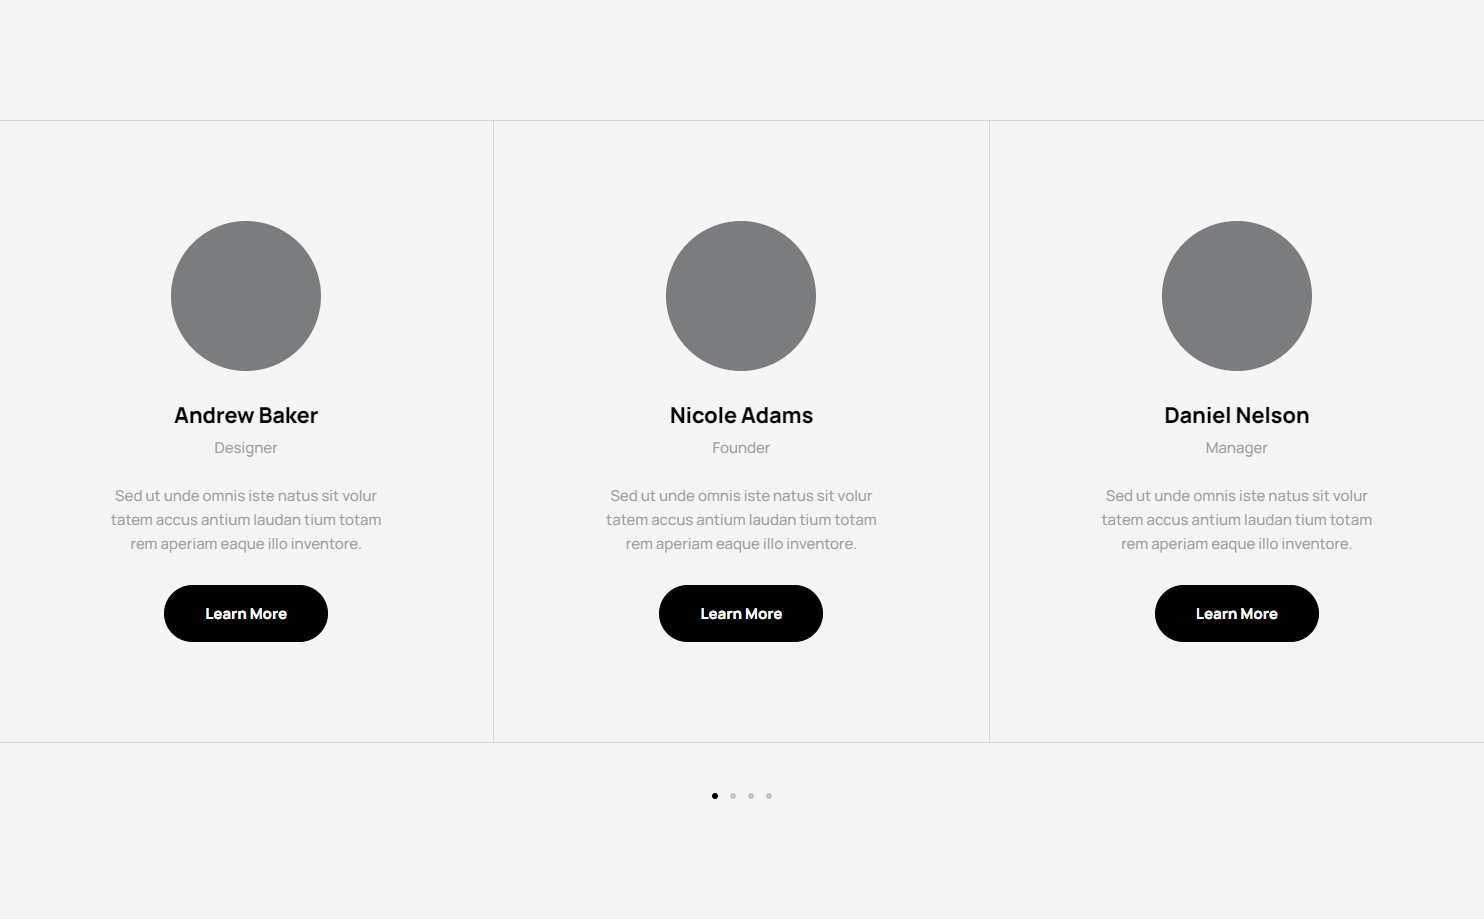 Andrew Baker
Designer
Sed ut unde omnis iste natus sit volur
tatem accus antium laudan tium totam
rem aperiam eaque illo inventore.
Learn More
Nicole Adams
Founder
Sed ut unde omnis iste natus sit volur
tatem accus antium laudan tium totam
rem aperiam eaque illo inventore.
Learn More
Daniel Nelson
Manager
Sed ut unde omnis iste natus sit volur
tatem accus antium laudan tium totam
rem aperiam eaque illo inventore.
Learn More